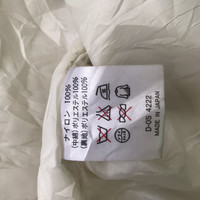 ナイロン 100%
(中綿)ポリエステル100%
(裏地)ポリエステル100%
D-05 4222
MADE IN JAPAN